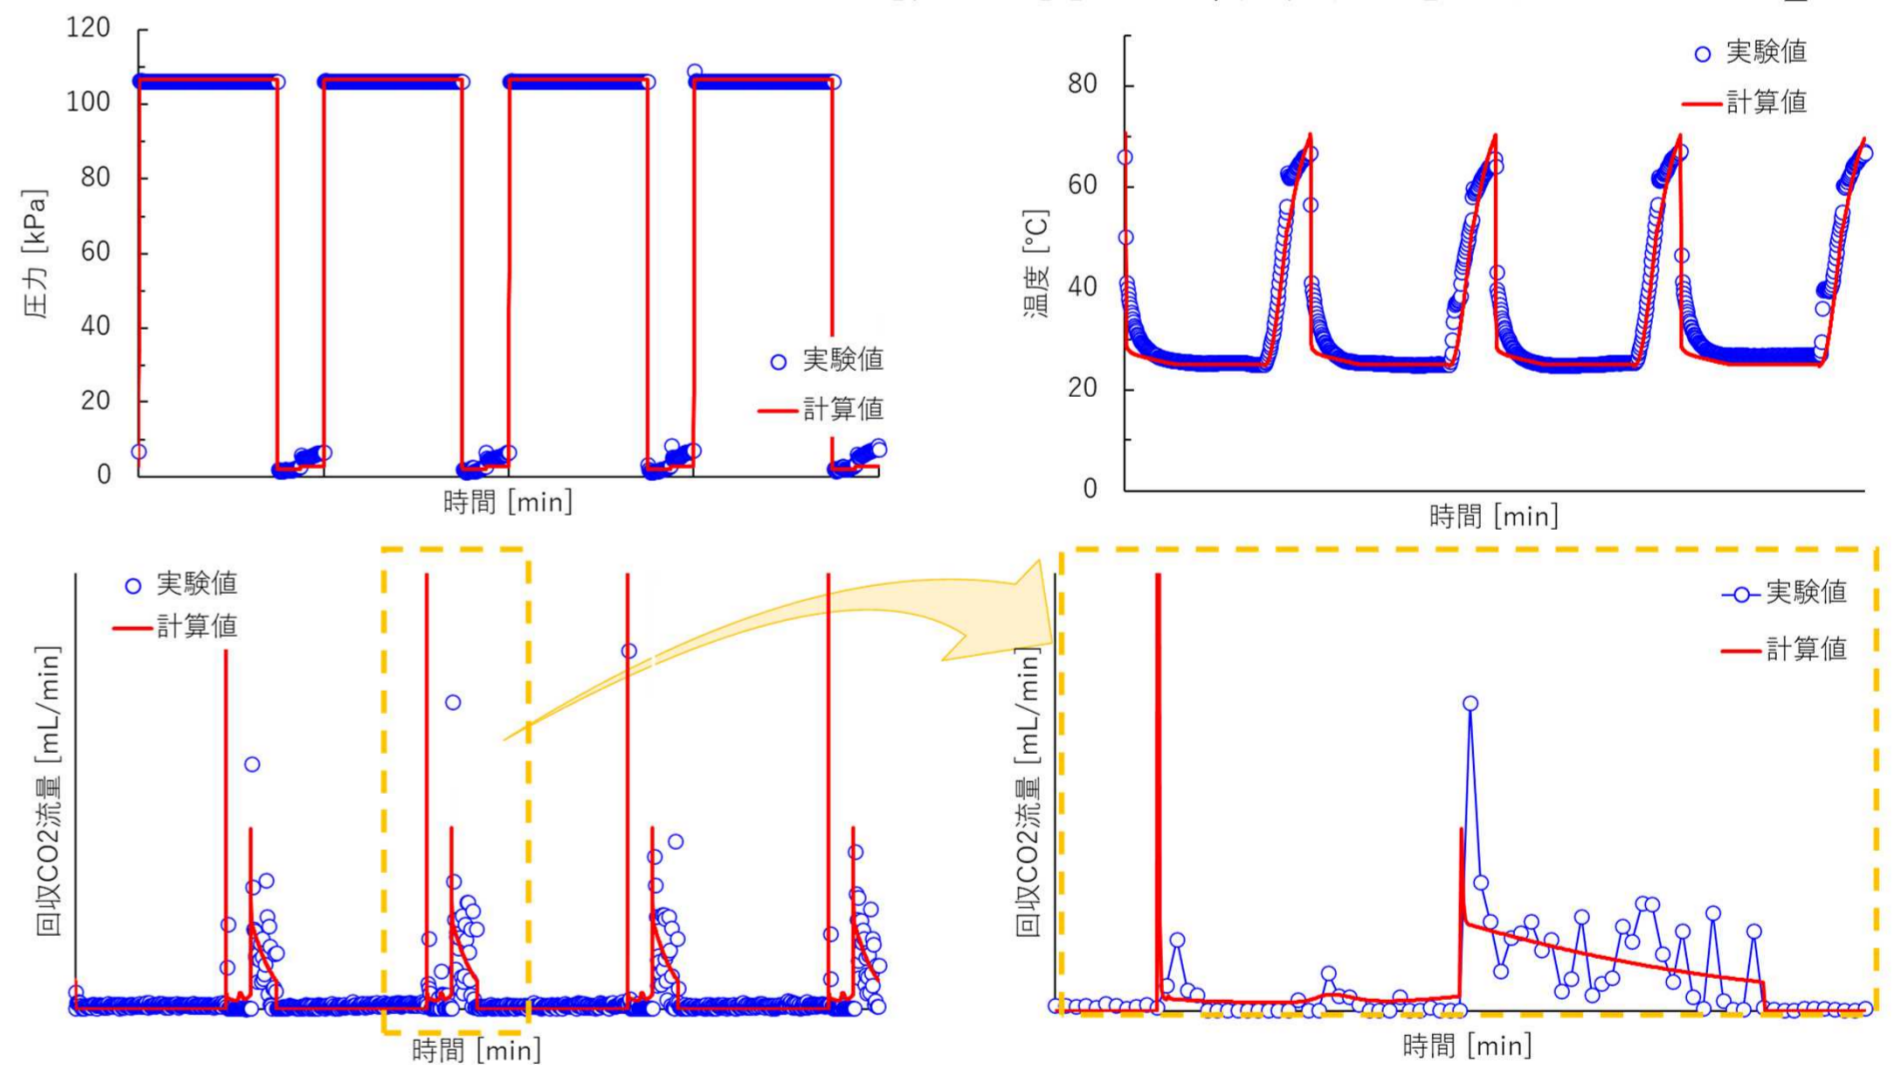 120
100
80
60
40
20
0
圧力 [kPa]
実験値
計算値
時間 [min]
80
60
40
20
0
温度 [℃]
実験値
計算値
時間 [min]
実験値
計算値
回収CO2流量 [mL/min]
時間 [min]
実験値
計算値
回収CO2流量 [mL/min]
時間 [min]